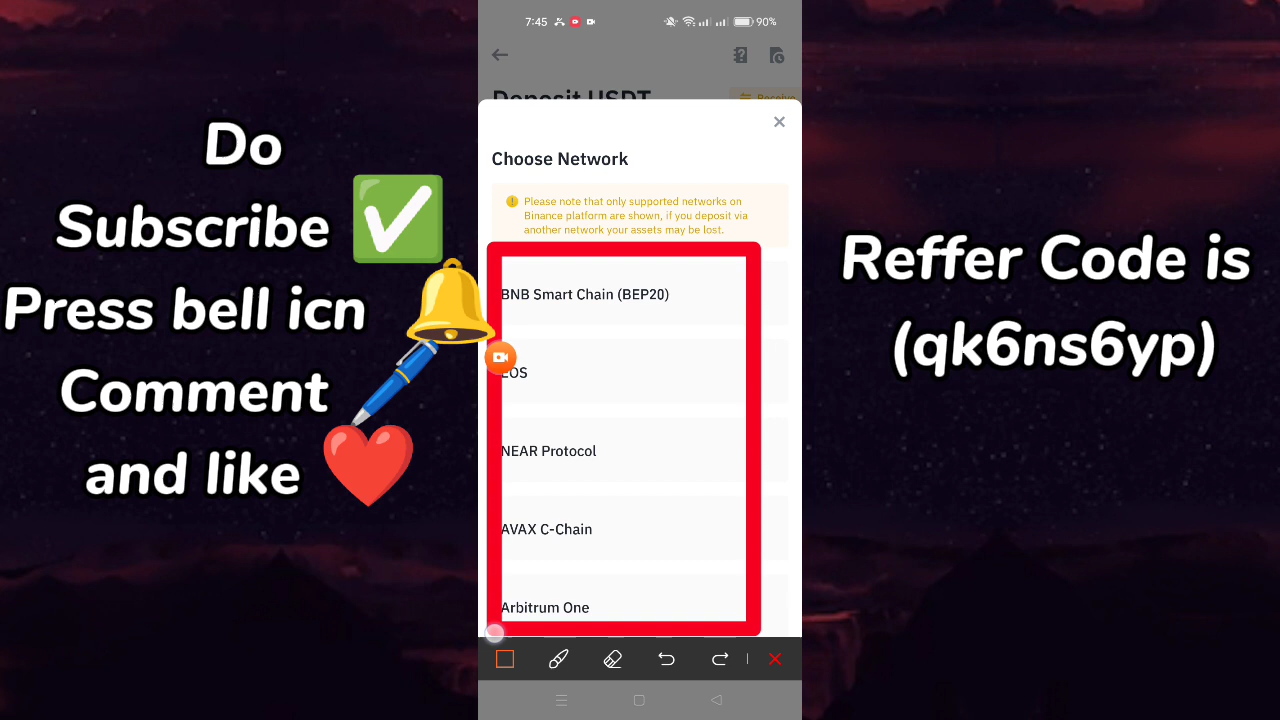 Do
Subscribe
Press bell icn
Comment
and like
7:45
90%
Deposit USDT
Receive
Choose Network
Please note that only supported networks on
Binance platform are shown, if you deposit via
another network your assets may be lost.
BNB Smart Chain (BEP20)
EOS
NEAR Protocol
AVAX C-Chain
Arbitrum One
Reffer Code is
(qk6ns6yp)